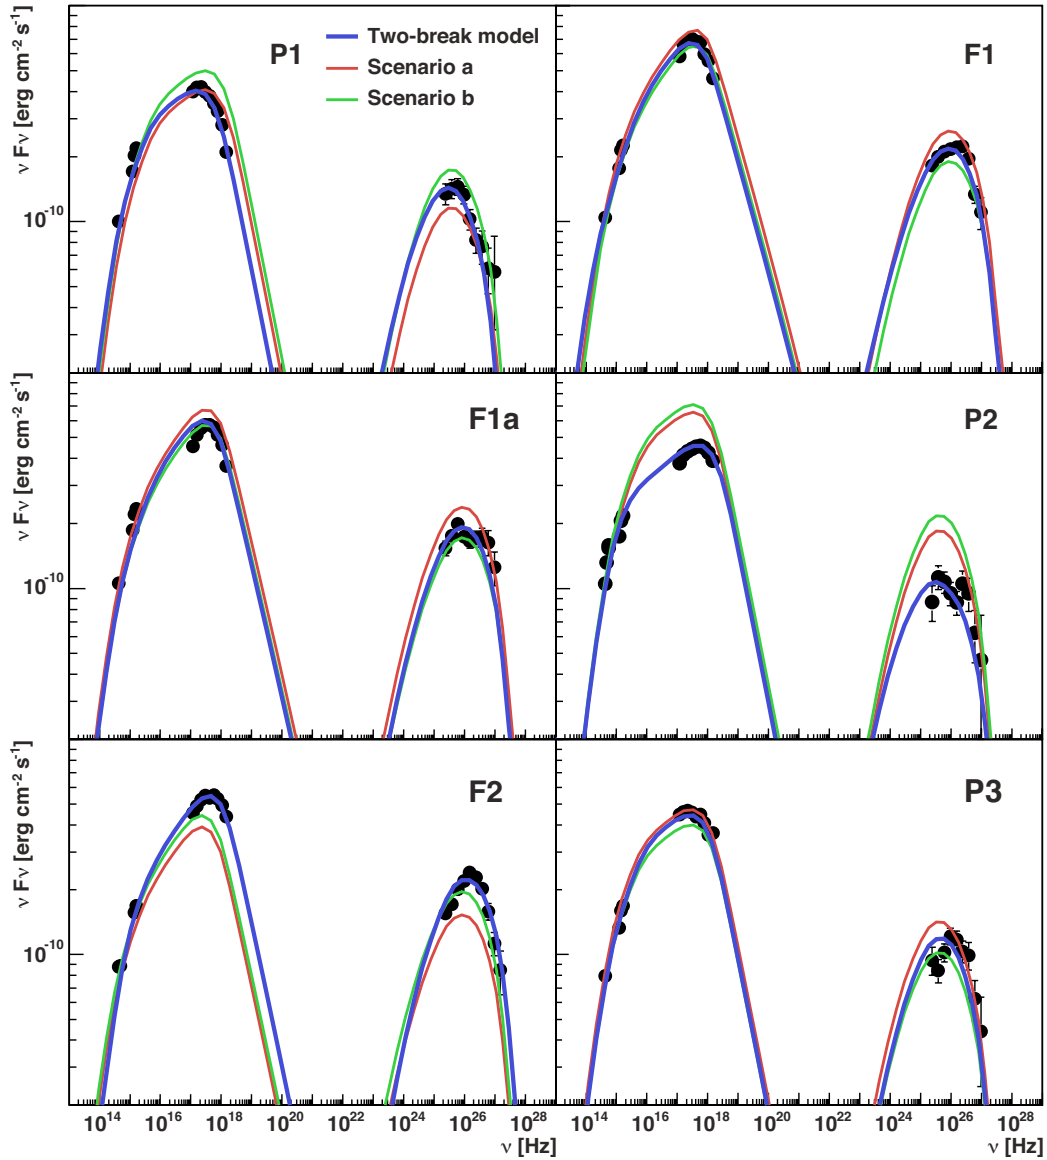 P1
Two-break model
Scenario a
Scenario b
F1
ν Fν [erg cm⁻² s⁻¹]
10⁻¹⁰
F1a
P2
ν Fν [erg cm⁻² s⁻¹]
10⁻¹⁰
F2
P3
ν Fν [erg cm⁻² s⁻¹]
10⁻¹⁰
10¹⁴ 10¹⁶ 10¹⁸ 10²⁰ 10²² 10²⁴ 10²⁶ 10²⁸ 10¹⁴ 10¹⁶ 10¹⁸ 10²⁰ 10²² 10²⁴ 10²⁶ 10²⁸
ν [Hz] ν [Hz]